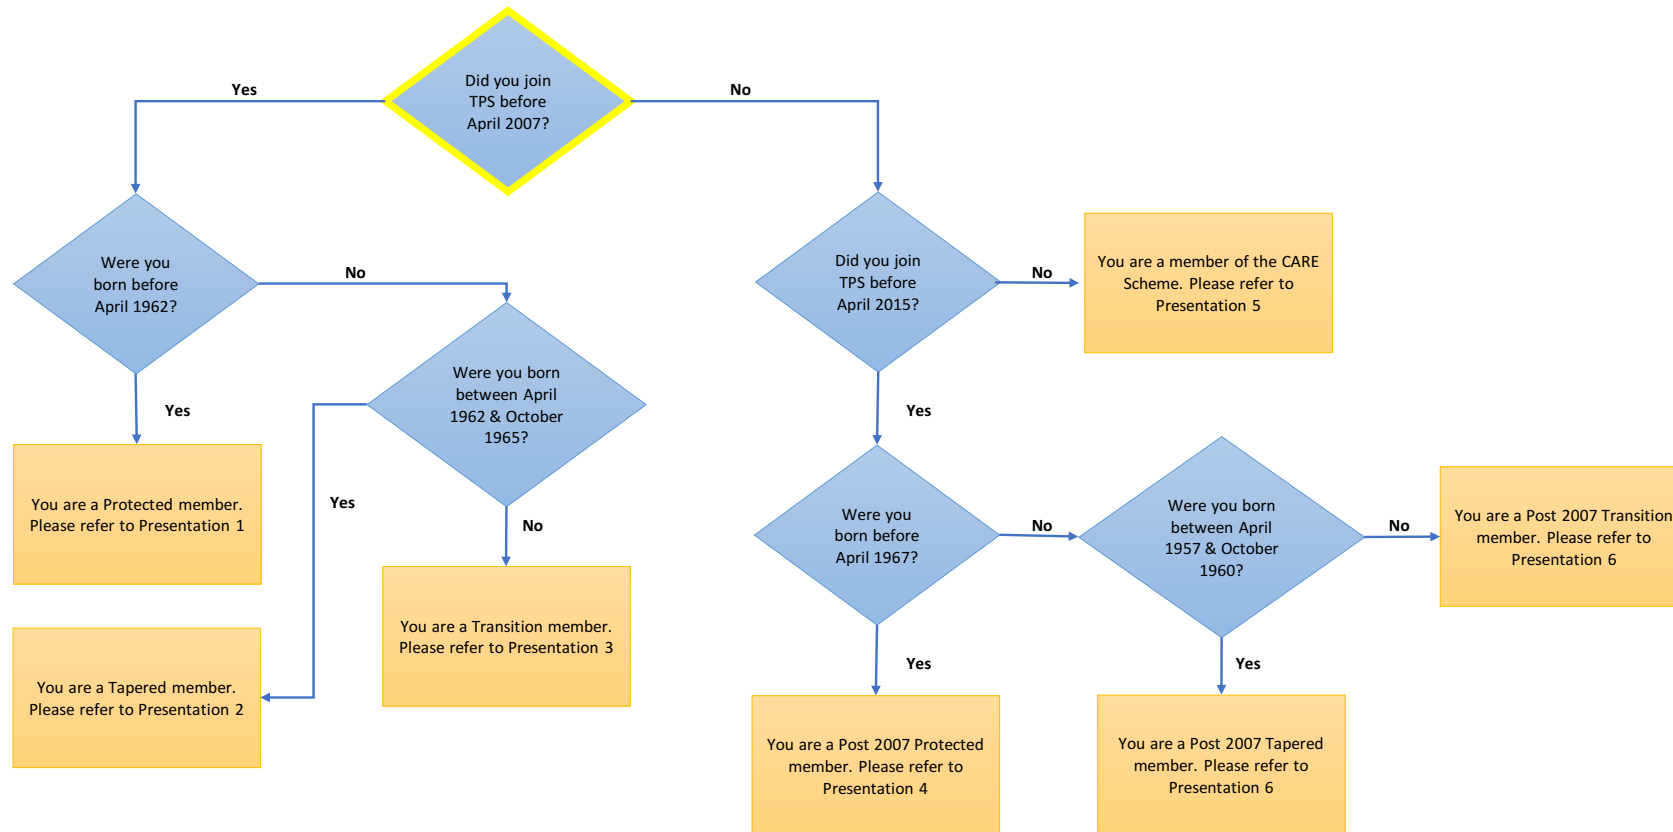 Did you join
TPS before
April 2007?
Yes
No
Were you
born before
April 1962?
No
Yes
Were you born
between April
1962 & October
1965?
Yes
No
You are a Protected member.
Please refer to Presentation 1
You are a Tapered member.
Please refer to Presentation 2
You are a Transition member.
Please refer to Presentation 3
Did you join
TPS before
April 2015?
No
You are a member of the CARE
Scheme. Please refer to
Presentation 5
Yes
Were you
born before
April 1967?
No
Were you born
between April
1957 & October
1960?
No
You are a Post 2007 Transition
member. Please refer to
Presentation 6
Yes
Yes
You are a Post 2007 Protected
member. Please refer to
Presentation 4
You are a Post 2007 Tapered
member. Please refer to
Presentation 6